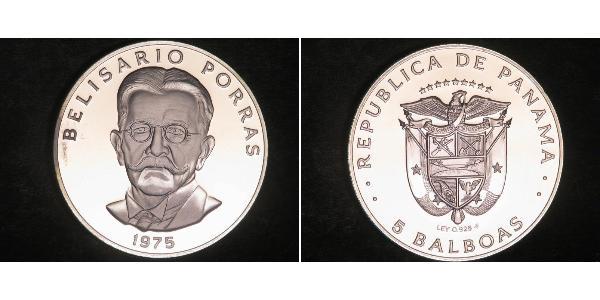 BELISARIO PORRAS
1975
· REPUBLICA DE PANAMA ·
LEY 0.925
5 BALBOAS